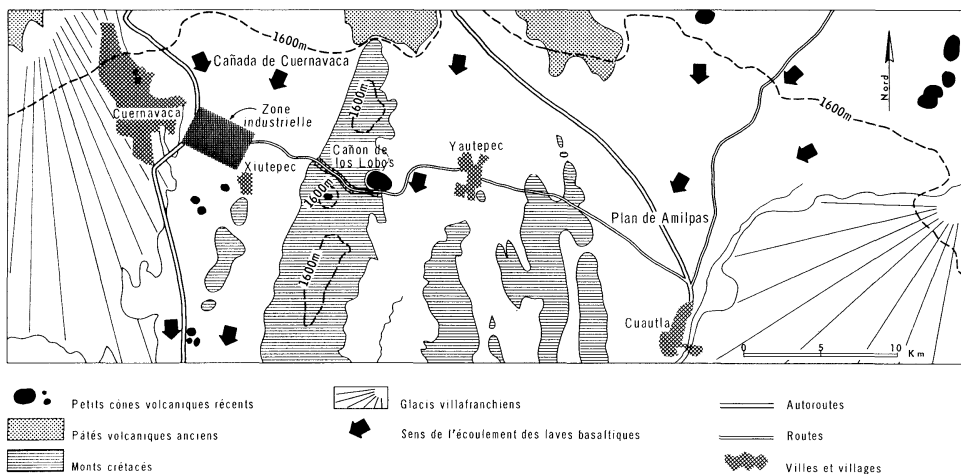 1600m
Cañada de Cuernavaca
1600m
Nord
1600m
Cuernavaca
Zone
industrielle
Cañon de
los Lobos
Yautepec
Xiutepec
1600m
Plan de Amilpas
1600m
Cuautla
0 5 10
Km
Petits cônes volcaniques récents
Pâtés volcaniques anciens
Monts crétacés
Glacis villafranchiens
Sens de l'écoulement des laves basaltiques
Autoroutes
Routes
Villes et villages